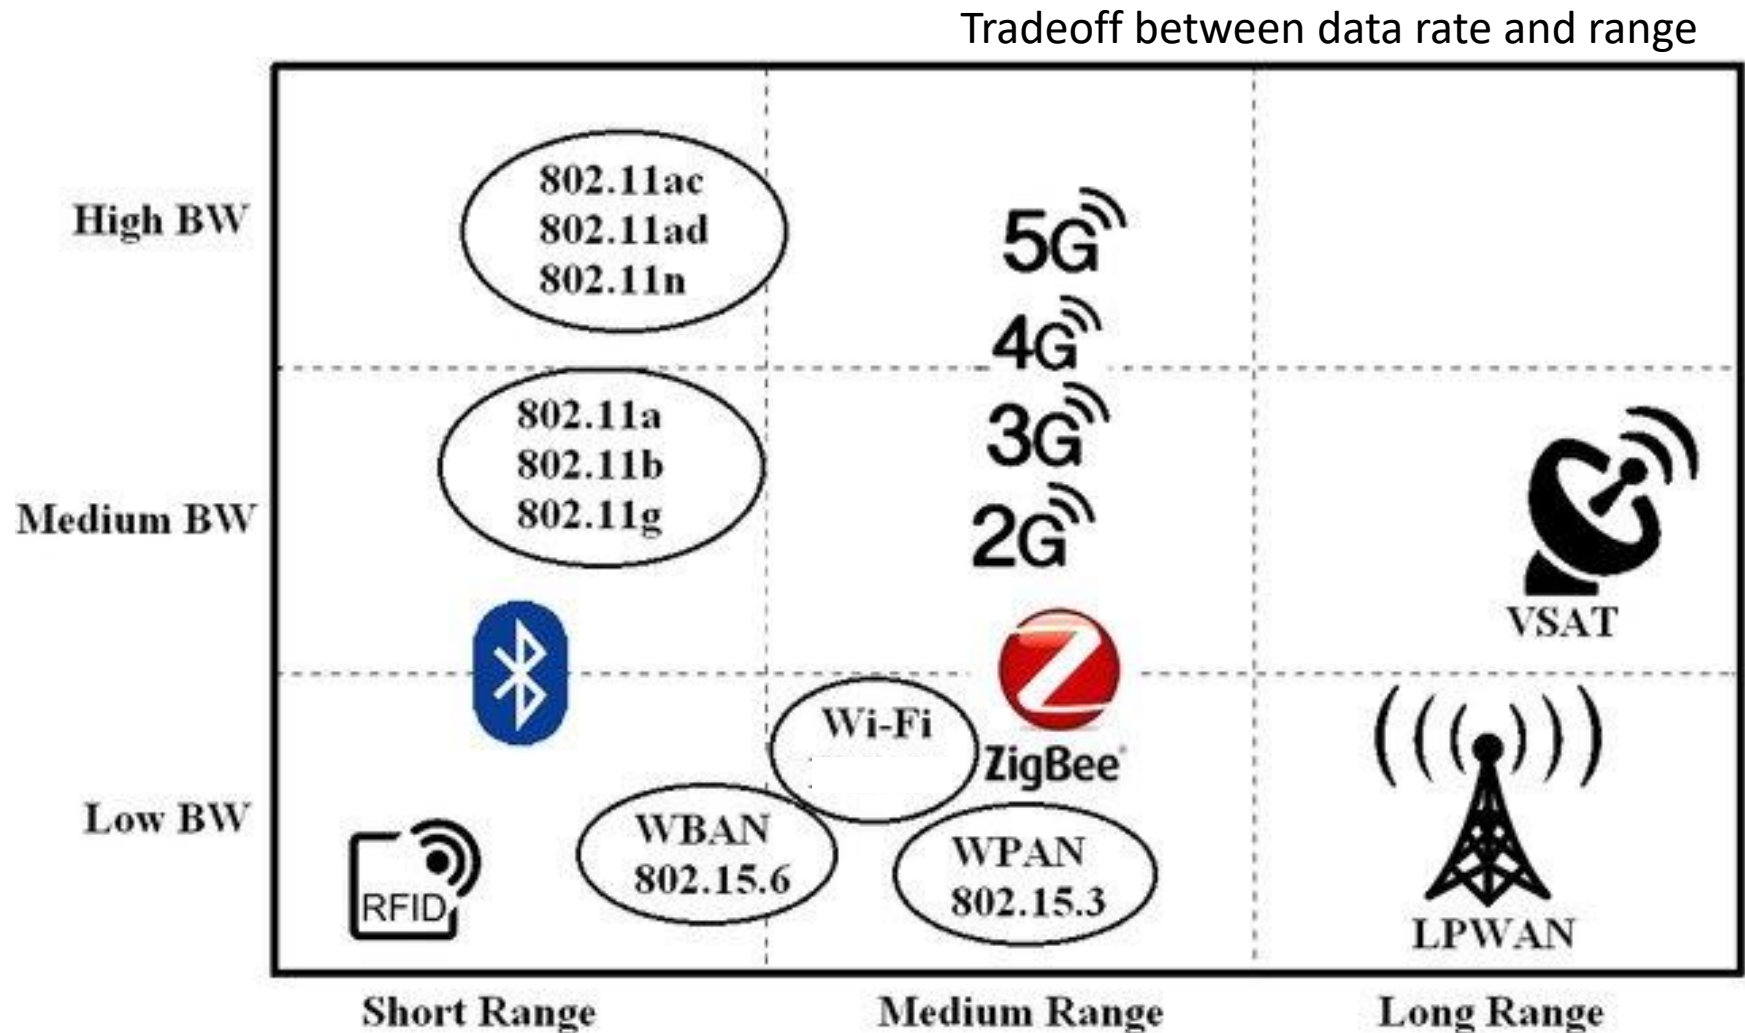 Tradeoff between data rate and range
High BW
802.11ac
802.11ad
802.11n
5G
4G
Medium BW
802.11a
802.11b
802.11g
3G
2G
VSAT
Low BW
Wi-Fi
ZigBee
WBAN
802.15.6
WPAN
802.15.3
RFID
LPWAN
Short Range
Medium Range
Long Range